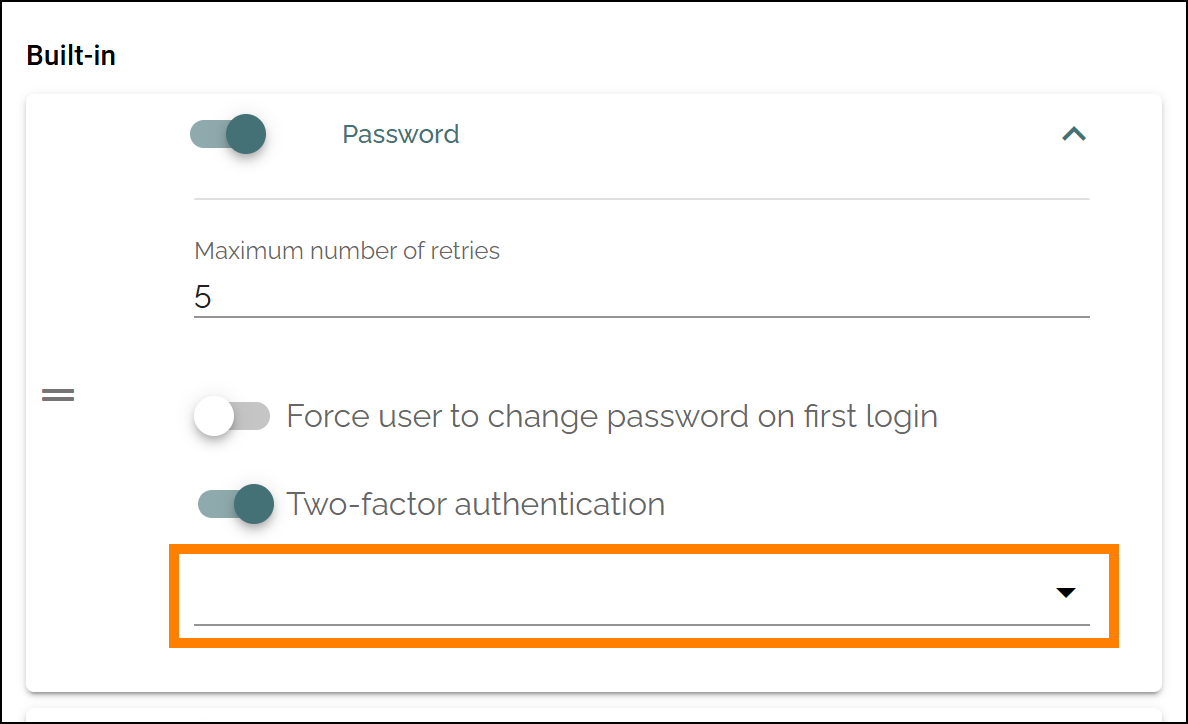 Built-in
Password
Maximum number of retries
5
Force user to change password on first login
Two-factor authentication